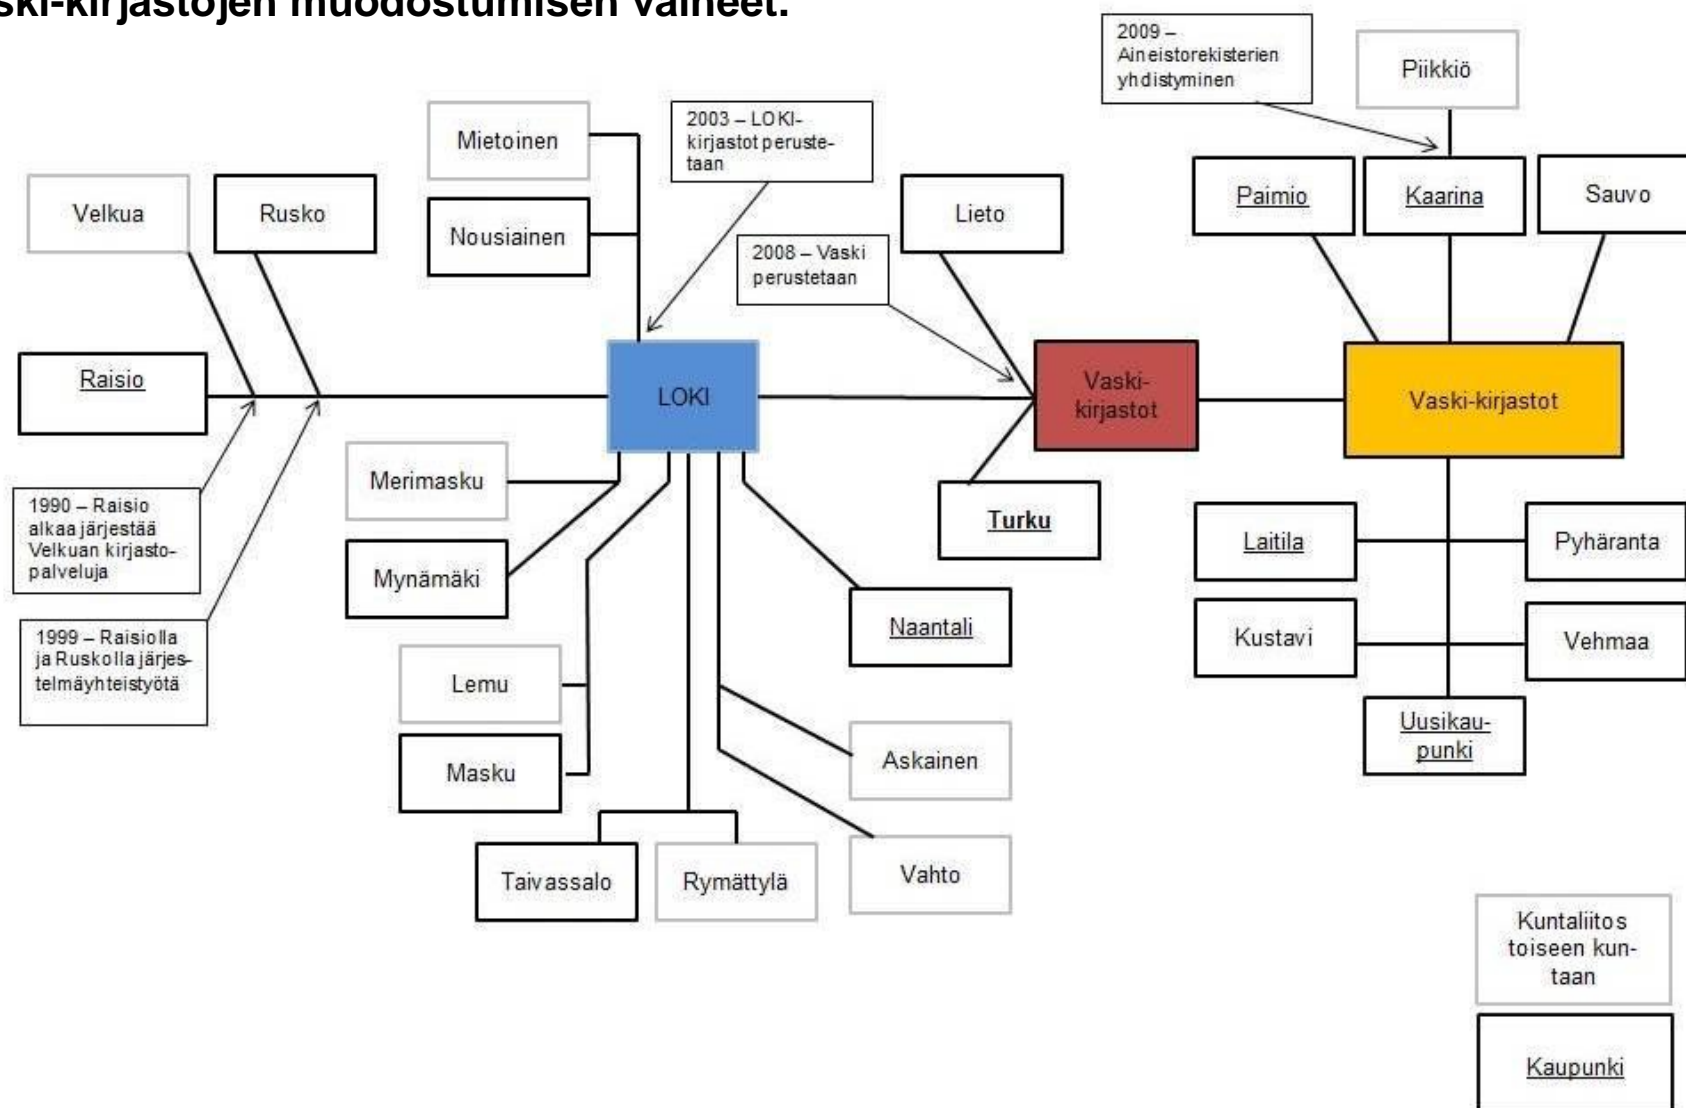 ski-kirjastojen muodostumisen vaiheet.
2009 –
Aineistorekisterien
yhdistyminen
Piikkiö
Mietoinen
2003 – LOKI-
kirjastot peruste-
taan
Velkua
Rusko
Nousiainen
Lieto
Paimio
Kaarina
Sauvo
2008 – Vaski
perustetaan
Raisio
LOKI
Vaski-
kirjastot
Vaski-kirjastot
Merimasku
1990 – Raisio
alkaa järjestää
Velkuan kirjasto-
palveluja
Turku
Laitila
Pyhäranta
Mynämäki
Naantali
Kustavi
Vehmaa
1999 – Raisiolla
ja Ruskolla järjes-
telmäyhteistyötä
Lemu
Uusikau-
punki
Masku
Askainen
Taivassalo
Rymättylä
Vahto
Kuntaliitos
toiseen kun-
taan
Kaupunki